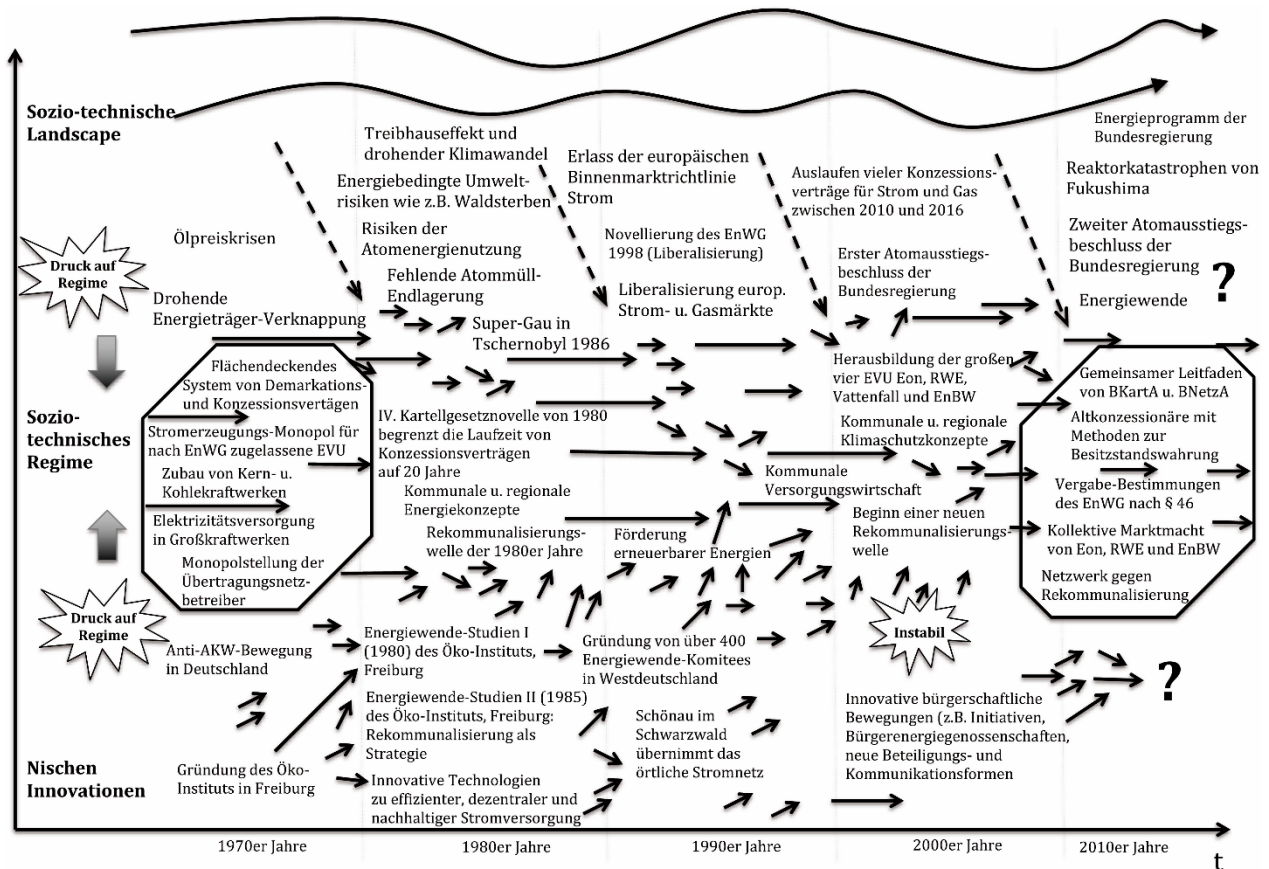 Sozio-technische
Landscape
Energieprogramm der
Bundesregierung
Reaktorkatastrophen von
Fukushima
Zweiter Atomausstiegs-
beschluss der
Bundesregierung
?
Energiewende
Treibhauseffekt und
drohender Klimawandel
Energiebedingte Umwelt-
risiken wie z.B. Waldsterben
Risiken der
Atomenergienutzung
Fehlende Atommüll-
Endlagerung
Super-Gau in
Tschernobyl 1986
Erlass der europäischen
Binnenmarktrichtlinie
Strom
Novellierung des EnWG
1998 (Liberalisierung)
Liberalisierung europ.
Strom- u. Gasmärkte
Auslaufen vieler Konzessions-
verträge für Strom und Gas
zwischen 2010 und 2016
Erster Atomausstiegs-
beschluss der
Bundesregierung
Ölpreiskrisen
Druck auf
Regime
Drohende
Energieträger-Verknappung
Sozio-
technisches
Regime
Flächendeckendes
System von Demarkations-
und Konzessionsvertägen
Stromerzeugungs-Monopol für
nach EnWG zugelassene EVU
Zubau von Kern- u.
Kohlekraftwerken
Elektrizitätsversorgung
in Großkraftwerken
Monopolstellung der
Übertragungsnetz-
betreiber
IV. Kartellgesetznovelle von 1980
begrenzt die Laufzeit von
Konzessionsverträgen
auf 20 Jahre
Kommunale u. regionale
Energiekonzepte
Rekommunalisierungs-
welle der 1980er Jahre
Förderung
erneuerbarer Energien
Kommunale
Versorgungswirtschaft
Herausbildung der großen
vier EVU Eon, RWE,
Vattenfall und EnBW
Kommunale u. regionale
Klimaschutzkonzepte
Beginn einer neuen
Rekommunalisierungs-
welle
Gemeinsamer Leitfaden
von BKartA u. BNetzA
Altkonzessionäre mit
Methoden zur
Besitzstandswahrung
Vergabe-Bestimmungen
des EnWG nach § 46
Kollektive Marktmacht
von Eon, RWE und EnBW
Netzwerk gegen
Rekommunalisierung
Druck auf
Regime
Instabil
Nischen
Innovationen
Anti-AKW-Bewegung
in Deutschland
Gründung des Öko-
Instituts in Freiburg
Energiewende-Studien I
(1980) des Öko-Instituts,
Freiburg
Energiewende-Studien II (1985)
des Öko-Instituts, Freiburg:
Rekommunalisierung als
Strategie
Innovative Technologien
zu effizienter, dezentraler und
nachhaltiger Stromversorgung
Gründung von über 400
Energiewende-Komitees
in Westdeutschland
Schönau im
Schwarzwald
übernimmt das
örtliche Stromnetz
Innovative bürgerschaftliche
Bewegungen (z.B. Initiativen,
Bürgerenergiegenossenschaften,
neue Beteiligungs- und
Kommunikationsformen
?
1970er Jahre
1980er Jahre
1990er Jahre
2000er Jahre
2010er Jahre
t